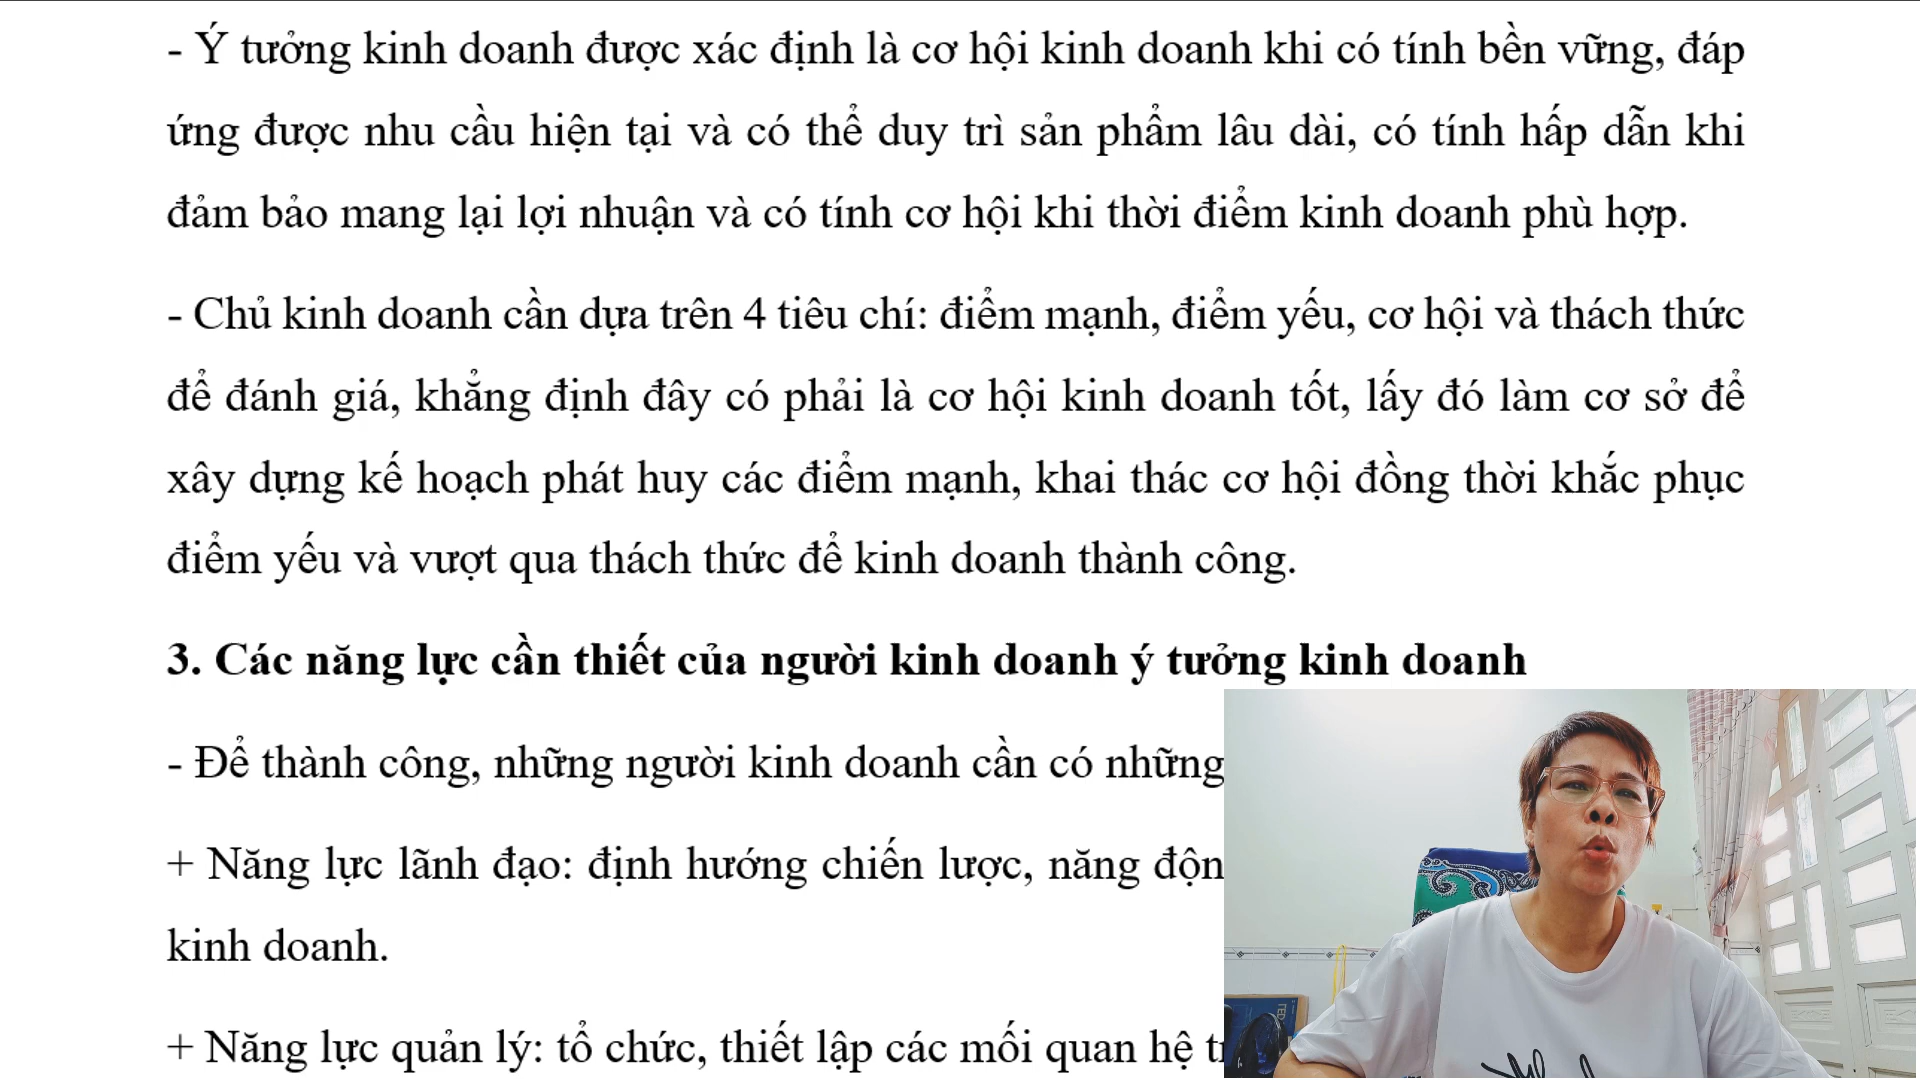 - Ý tưởng kinh doanh được xác định là cơ hội kinh doanh khi có tính bền vững, đáp
ứng được nhu cầu hiện tại và có thể duy trì sản phẩm lâu dài, có tính hấp dẫn khi
đảm bảo mang lại lợi nhuận và có tính cơ hội khi thời điểm kinh doanh phù hợp.
- Chủ kinh doanh cần dựa trên 4 tiêu chí: điểm mạnh, điểm yếu, cơ hội và thách thức
để đánh giá, khẳng định đây có phải là cơ hội kinh doanh tốt, lấy đó làm cơ sở để
xây dựng kế hoạch phát huy các điểm mạnh, khai thác cơ hội đồng thời khắc phục
điểm yếu và vượt qua thách thức để kinh doanh thành công.
3. Các năng lực cần thiết của người kinh doanh ý tưởng kinh doanh
- Để thành công, những người kinh doanh cần có những
+ Năng lực lãnh đạo: định hướng chiến lược, năng độn
kinh doanh.
+ Năng lực quản lý: tổ chức, thiết lập các mối quan hệ